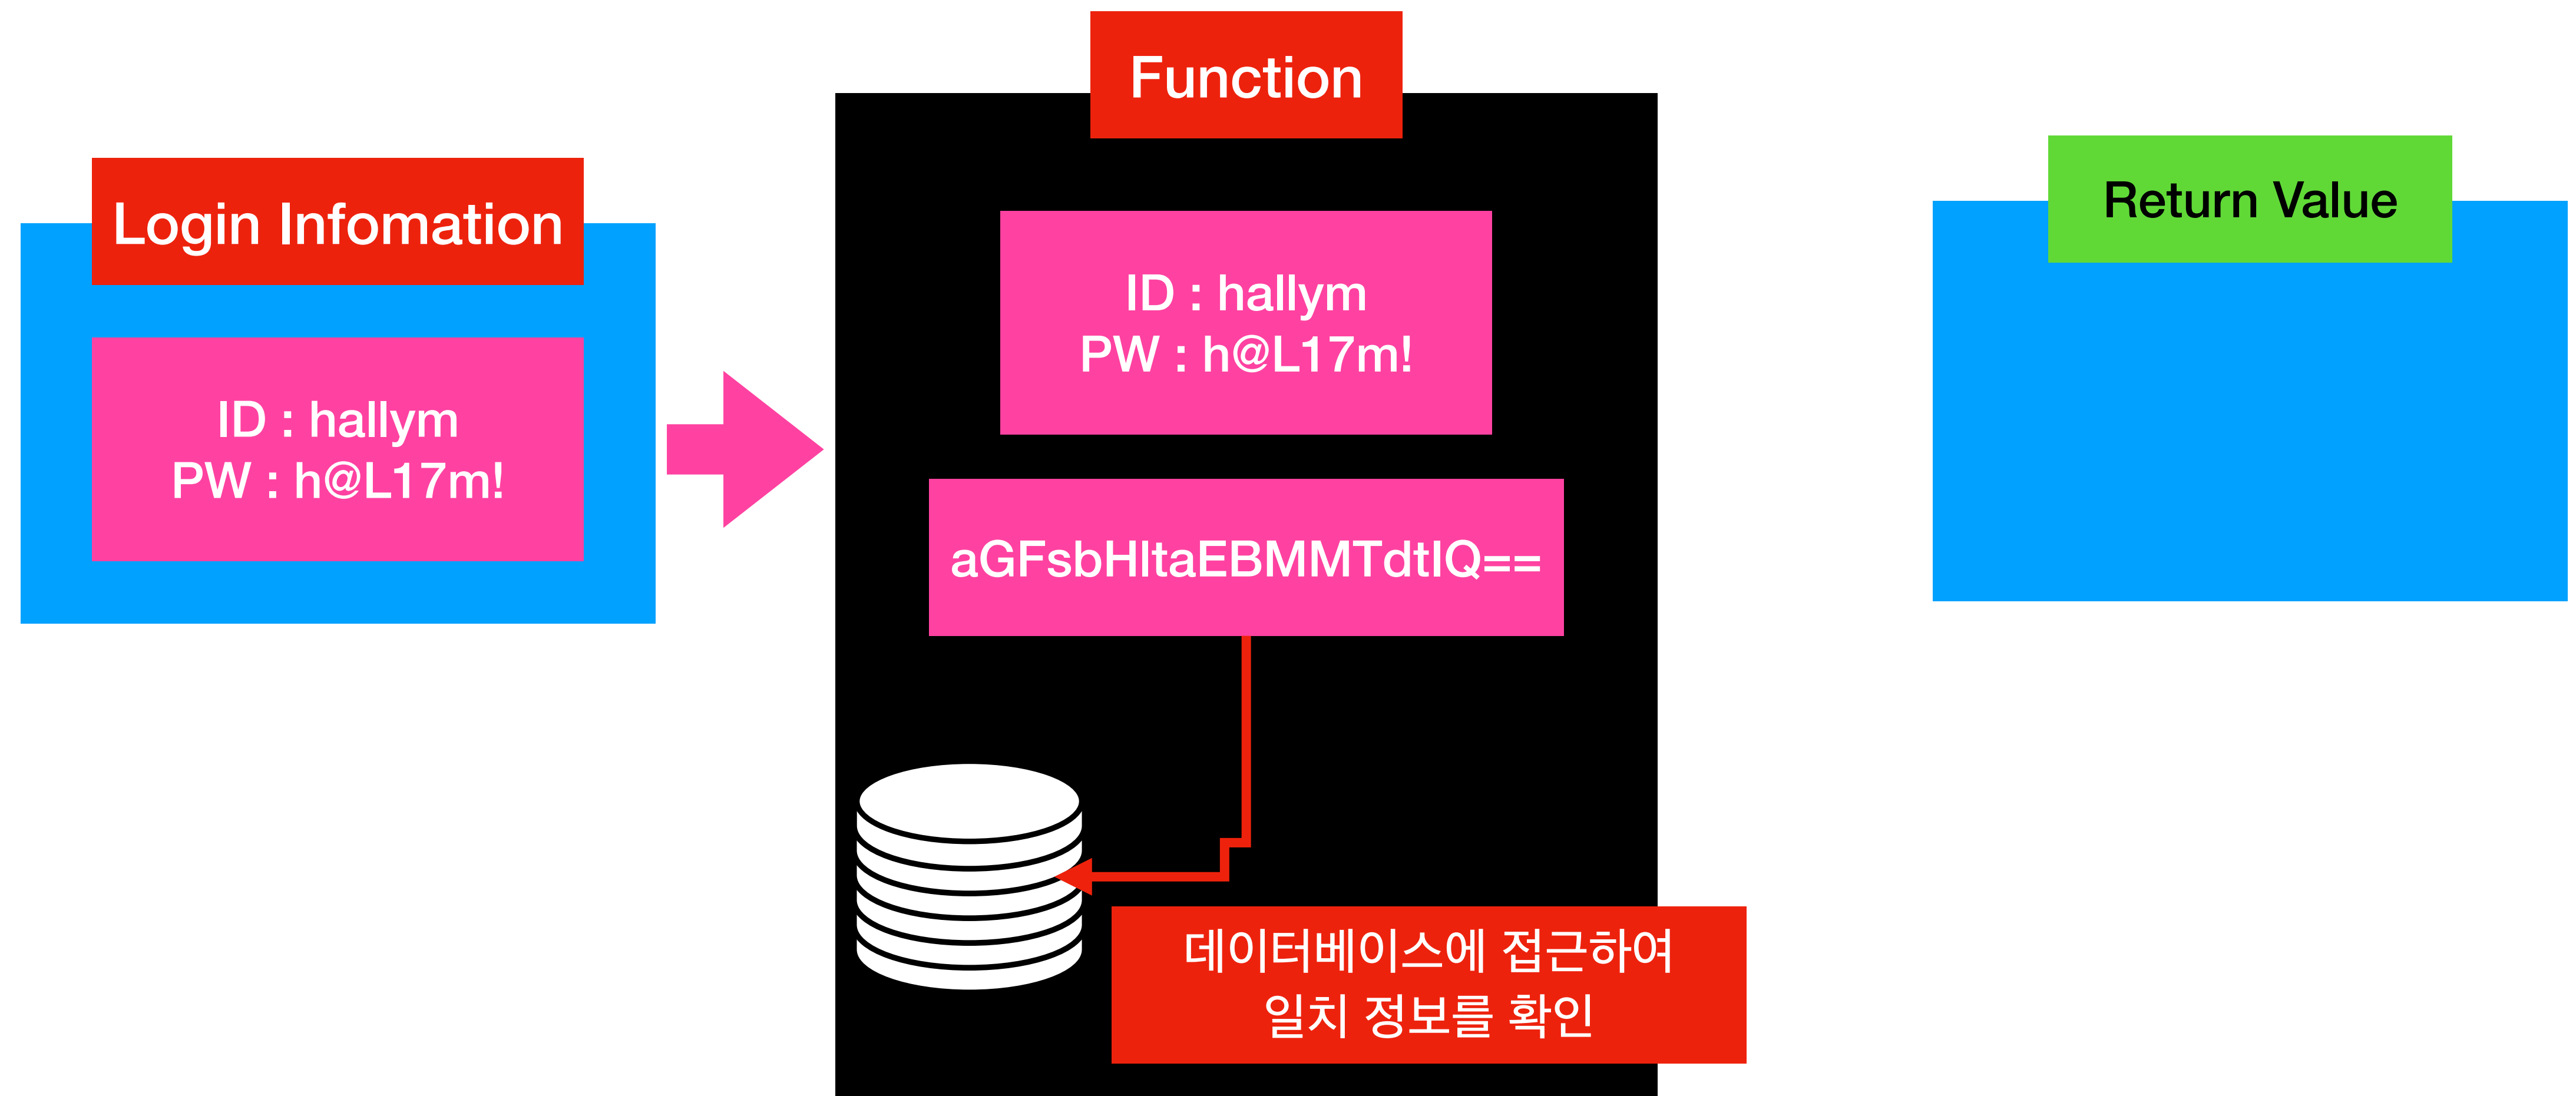 Function
Login Infomation
Return Value
ID : hallym
PW : h@L17m!
ID : hallym
PW : h@L17m!
aGFsbHltaEBMMTdtIQ==
데이터베이스에 접근하여
일치 정보를 확인